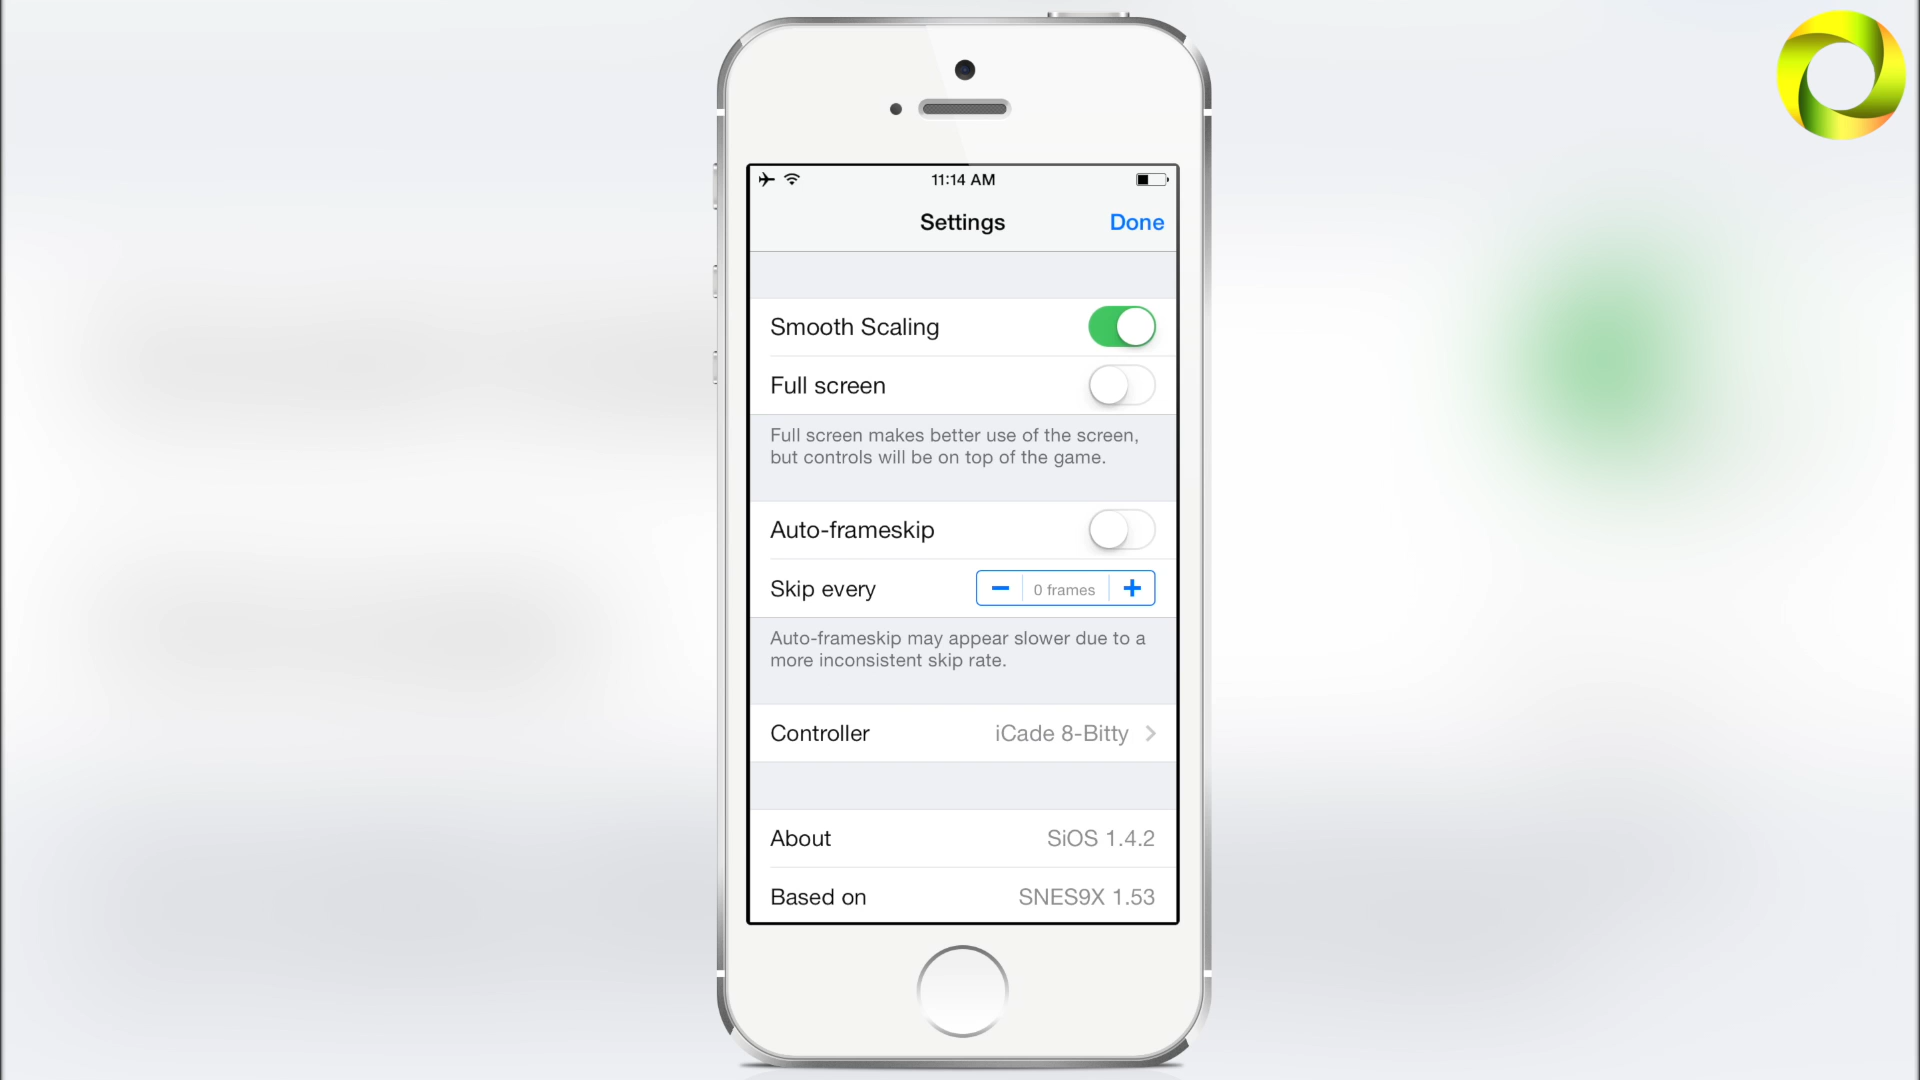 11:14 AM
Settings
Done
Smooth Scaling
Full screen
Full screen makes better use of the screen,
but controls will be on top of the game.
Auto-frameskip
Skip every
0 frames
Auto-frameskip may appear slower due to a
more inconsistent skip rate.
Controller
iCade 8-Bitty
About
SiOS 1.4.2
Based on
SNES9X 1.53